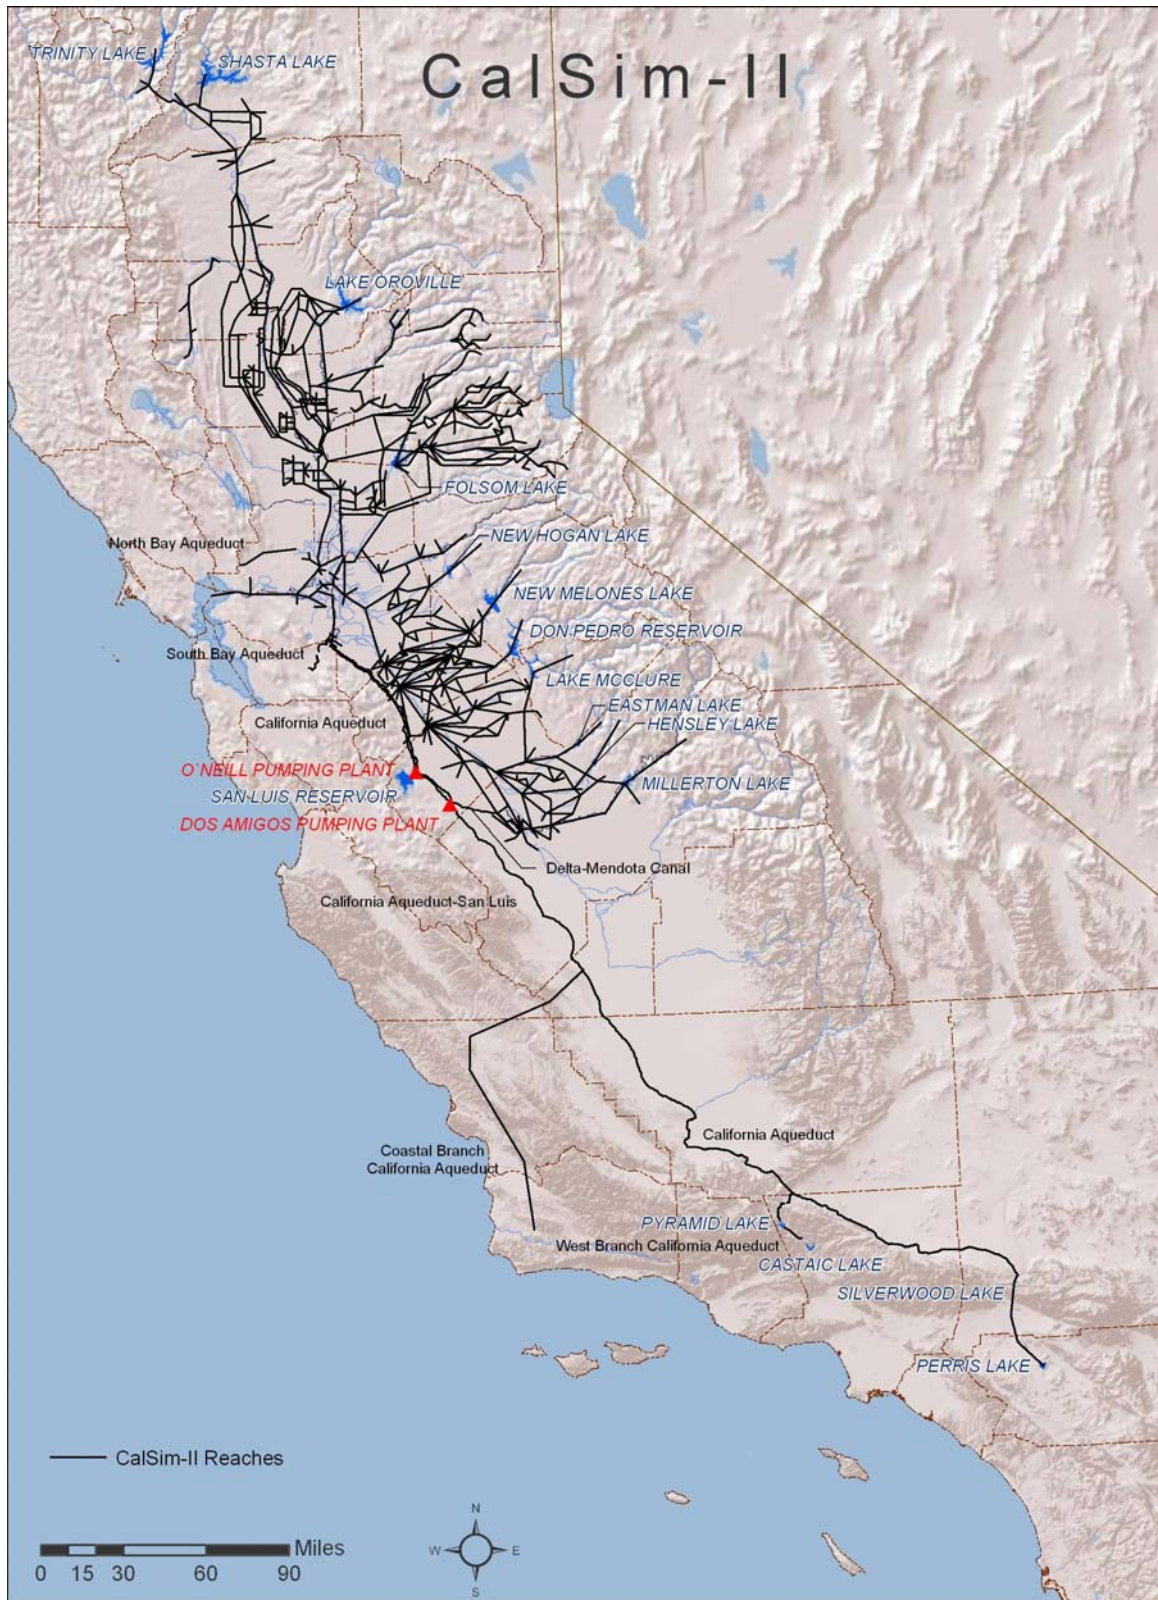 CalSim-II
TRINITY LAKE
SHASTA LAKE
LAKE OROVILLE
FOLSOM LAKE
NEW HOGAN LAKE
North Bay Aqueduct
NEW MELONES LAKE
DON PEDRO RESERVOIR
South Bay Aqueduct
LAKE MCCLURE
EASTMAN LAKE
California Aqueduct
HENSLEY LAKE
O`NEILL PUMPING PLANT
MILLERTON LAKE
SAN LUIS RESERVOIR
DOS AMIGOS PUMPING PLANT
Delta-Mendota Canal
California Aqueduct-San Luis
California Aqueduct
Coastal Branch
California Aqueduct
PYRAMID LAKE
West Branch California Aqueduct
CASTAIC LAKE
SILVERWOOD LAKE
PERRIS LAKE
CalSim-II Reaches
N
W E
S
Miles
0 15 30 60 90